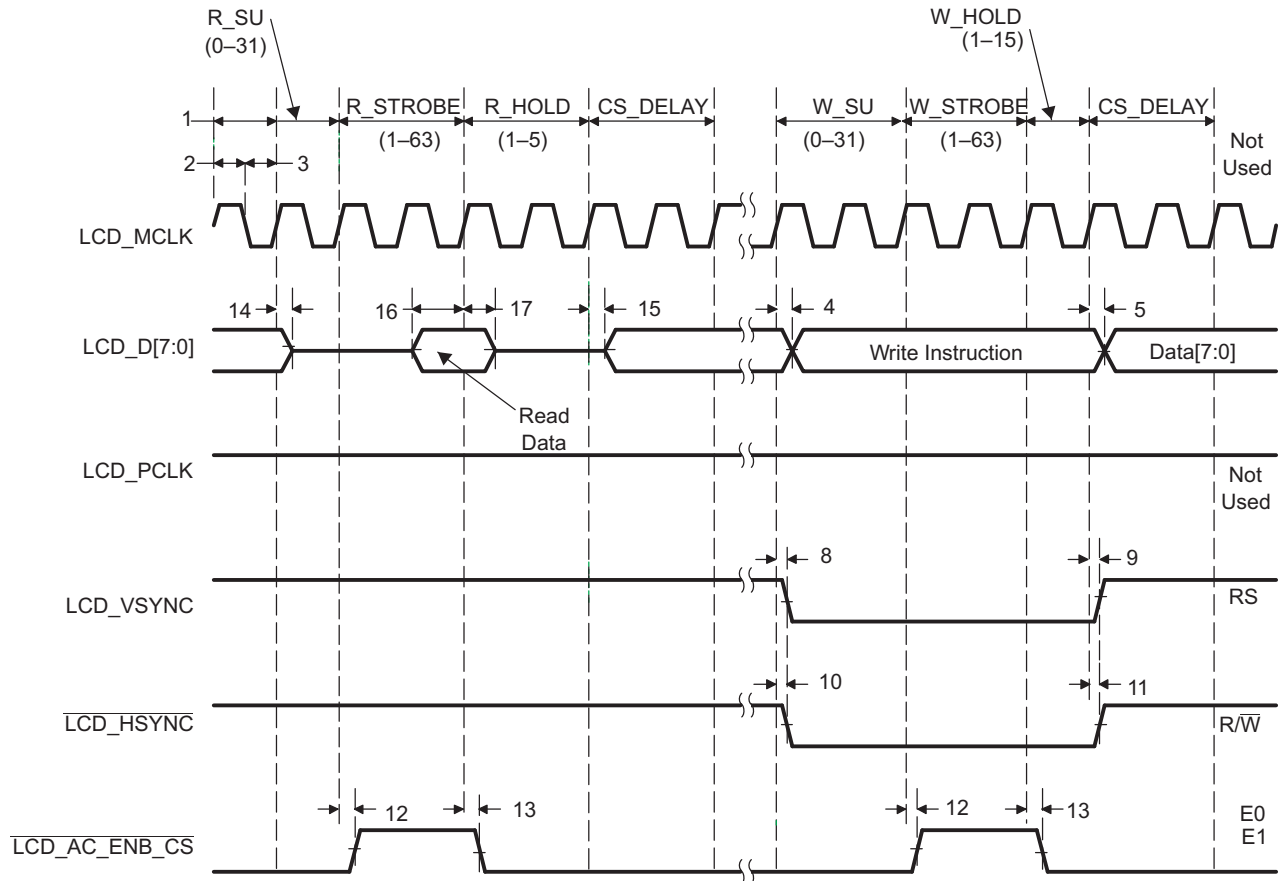 R_SU
(0–31)
W_HOLD
(1–15)
1
R_STROBE
(1–63)
R_HOLD
(1–5)
CS_DELAY
W_SU
(0–31)
W_STROBE
(1–63)
CS_DELAY
Not
Used
2
3
LCD_MCLK
14
16
17
15
4
5
LCD_D[7:0]
Write Instruction
Data[7:0]
Read
Data
LCD_PCLK
Not
Used
8
9
LCD_VSYNC
RS
10
11
LCD_HSYNC
R/W
12
13
12
13
E0
E1
LCD_AC_ENB_CS